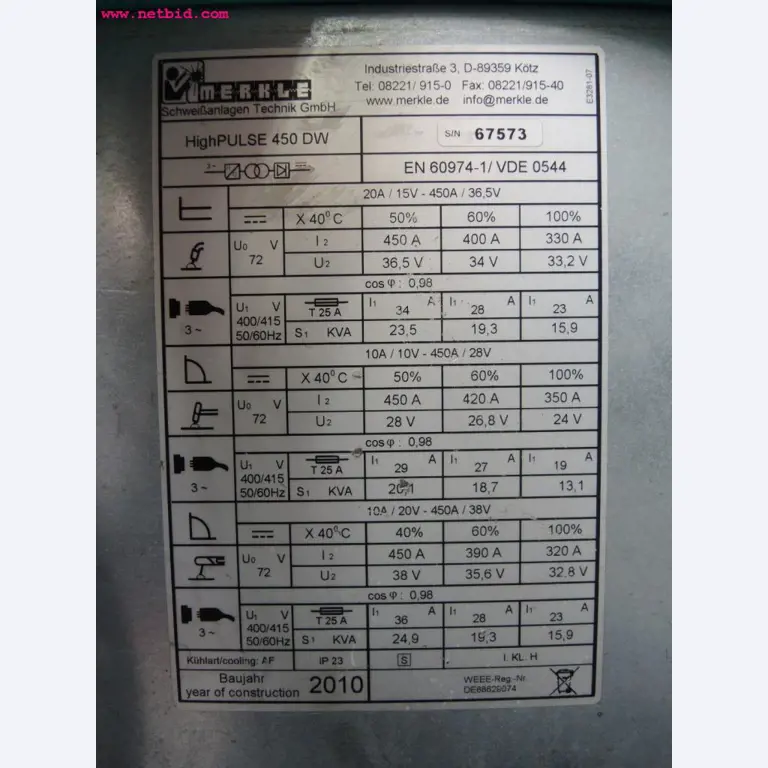 www.netbid.com
MERKLE
Schweißanlagen Technik GmbH
Industriestraße 3, D-89359 Kötz
Tel: 08221/ 915-0 Fax: 08221/915-40
www.merkle.de info@merkle.de
E3281-07
HighPULSE 450 DW
S/N 67573
3~
EN 60974-1/ VDE 0544
20A / 15V - 450A / 36,5V
X 40°C 50% 60% 100%
U0 V 72
I2 450 A 400 A 330 A
U2 36,5 V 34 V 33,2 V
cos φ : 0,98
3~
U1 V 400/415 50/60Hz
T 25 A I1 34 A I1 28 A I1 23 A
S1 KVA 23,5 19,3 15,9
10A / 10V - 450A / 28V
X 40°C 50% 60% 100%
U0 V 72
I2 450 A 420 A 350 A
U2 28 V 26,8 V 24 V
cos φ : 0,98
3~
U1 V 400/415 50/60Hz
T 25 A I1 29 A I1 27 A I1 19 A
S1 KVA 20,1 18,7 13,1
10A / 20V - 450A / 38V
X 40°C 40% 60% 100%
U0 V 72
I2 450 A 390 A 320 A
U2 38 V 35,6 V 32,8 V
cos φ : 0,98
3~
U1 V 400/415 50/60Hz
T 25 A I1 36 A I1 28 A I1 23 A
S1 KVA 24,9 19,3 15,9
Kühlart/cooling: AF IP 23 S I. KL. H
Baujahr
year of construction 2010
WEEE-Reg.-Nr.
DE88629074